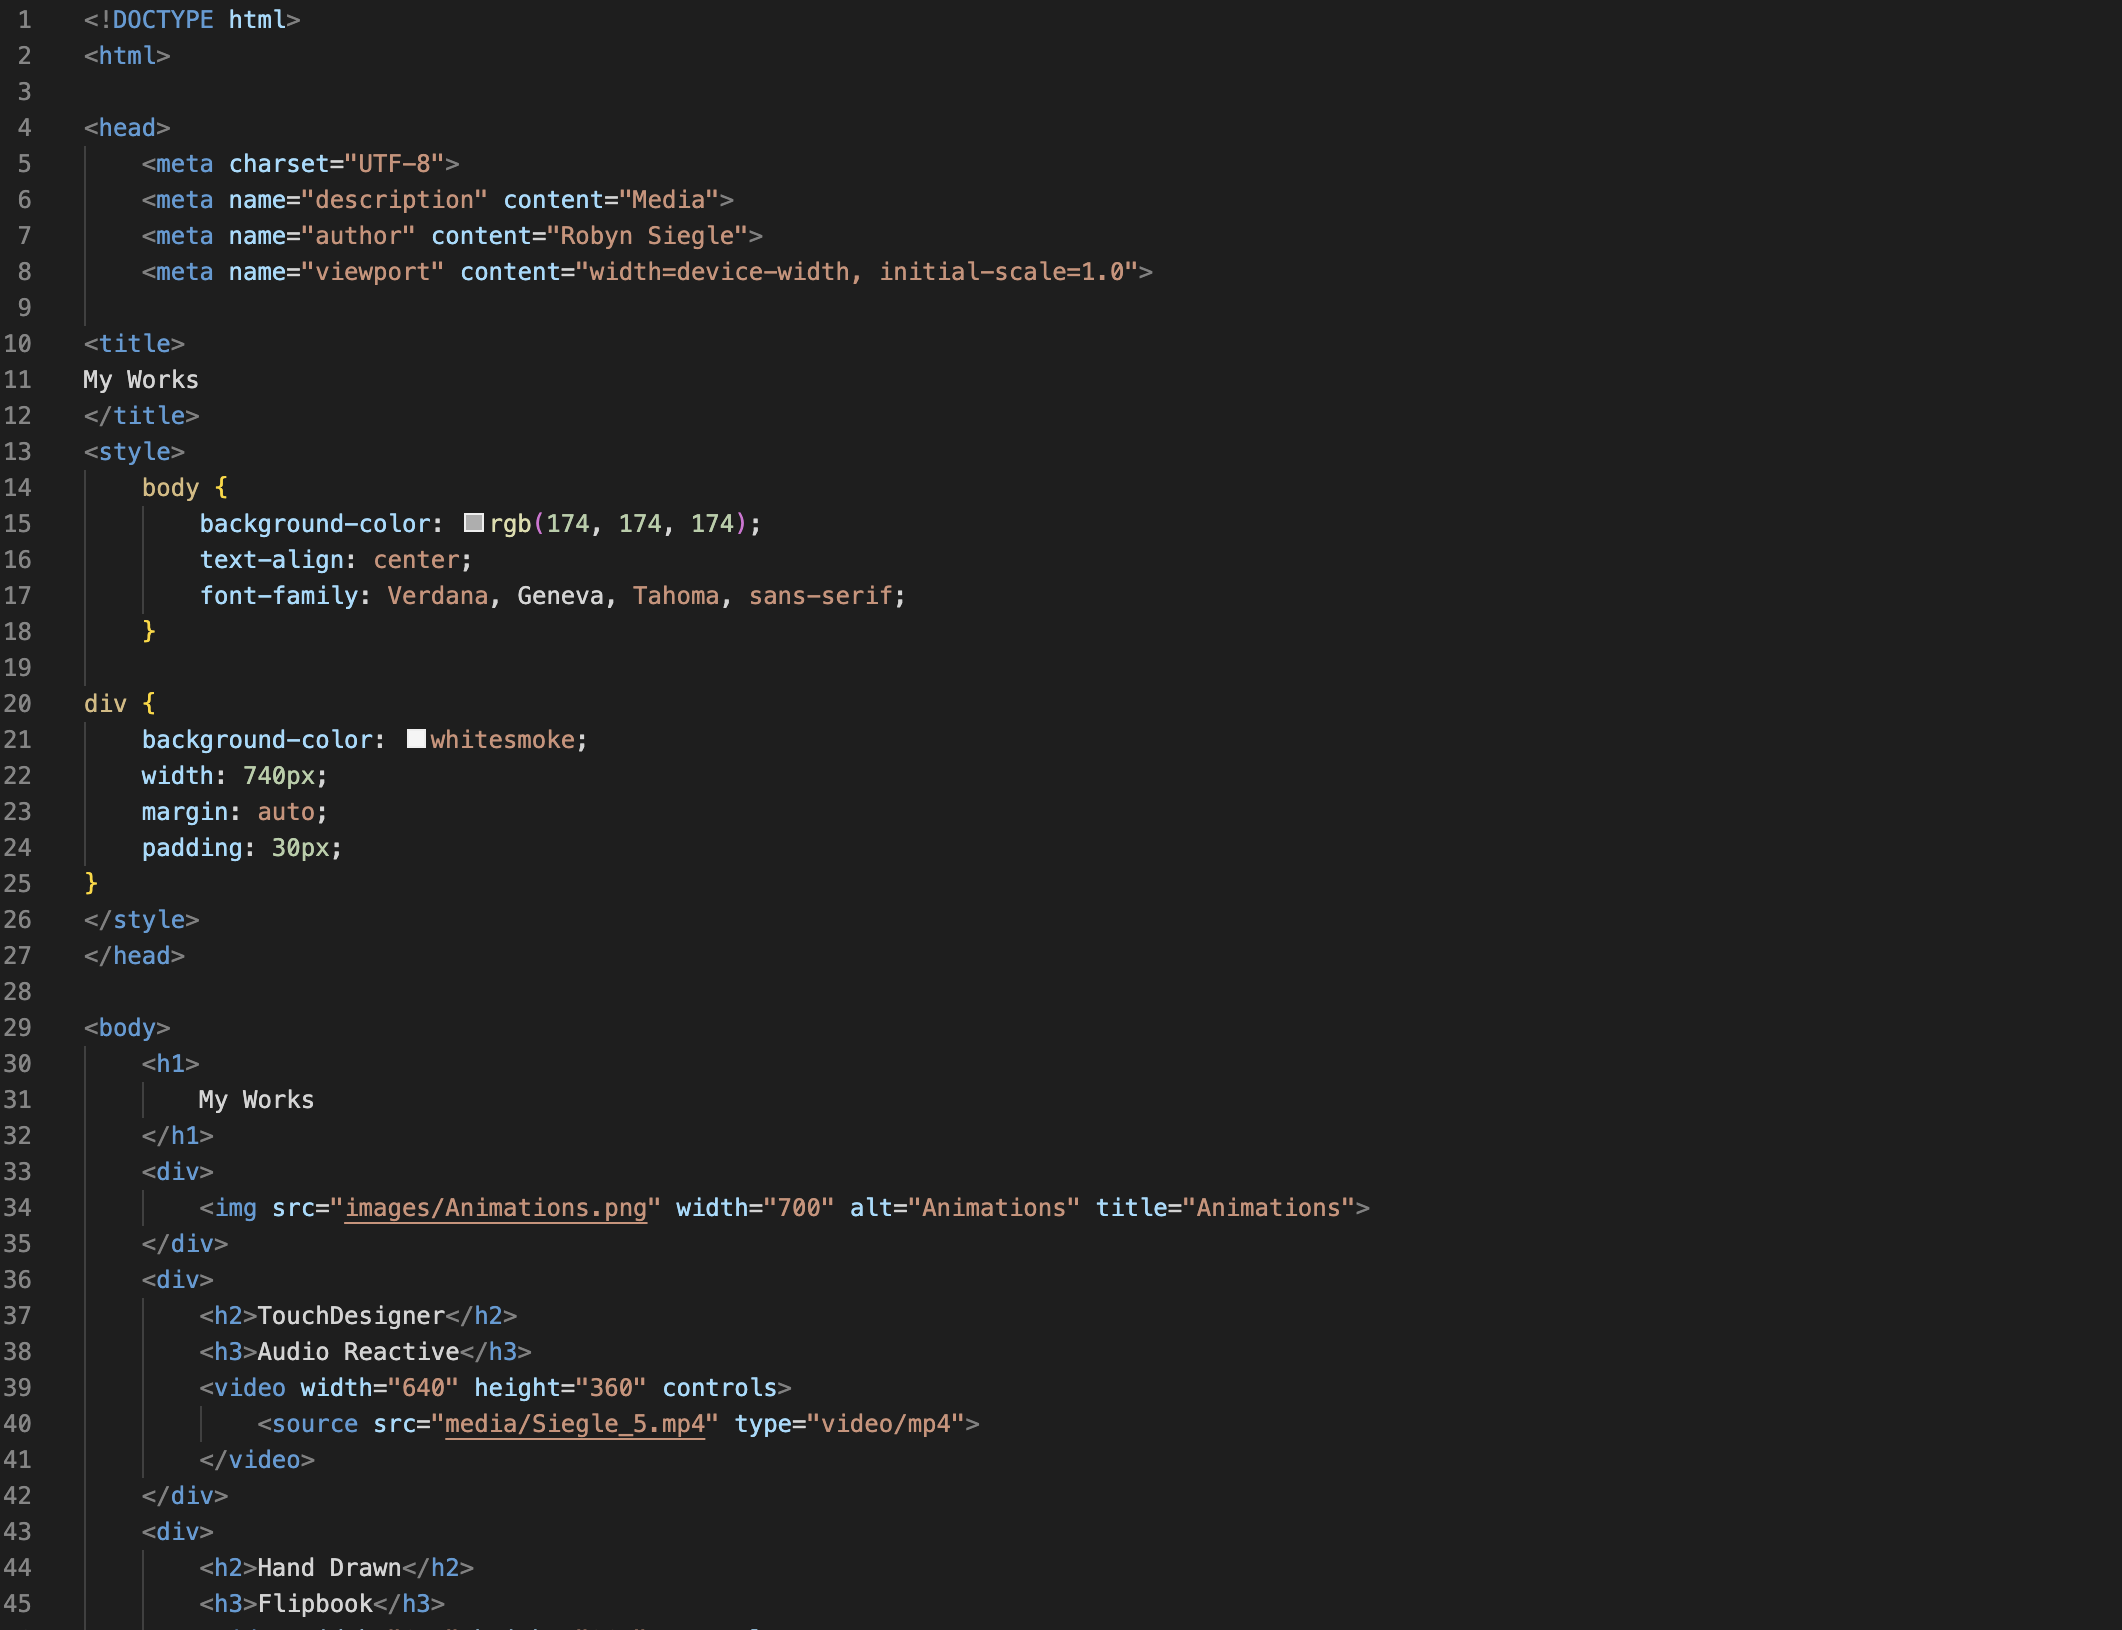 1 <!DOCTYPE html>
2 <html>
3
4 <head>
5     <meta charset="UTF-8">
6     <meta name="description" content="Media">
7     <meta name="author" content="Robyn Siegle">
8     <meta name="viewport" content="width=device-width, initial-scale=1.0">
9
10 <title>
11 My Works
12 </title>
13 <style>
14     body {
15         background-color: rgb(174, 174, 174);
16         text-align: center;
17         font-family: Verdana, Geneva, Tahoma, sans-serif;
18     }
19
20 div {
21     background-color: whitesmoke;
22     width: 740px;
23     margin: auto;
24     padding: 30px;
25 }
26 </style>
27 </head>
28
29 <body>
30     <h1>
31         My Works
32     </h1>
33     <div>
34         <img src="images/Animations.png" width="700" alt="Animations" title="Animations">
35     </div>
36     <div>
37         <h2>TouchDesigner</h2>
38         <h3>Audio Reactive</h3>
39         <video width="640" height="360" controls>
40             <source src="media/Siegle_5.mp4" type="video/mp4">
41         </video>
42     </div>
43     <div>
44         <h2>Hand Drawn</h2>
45         <h3>Flipbook</h3>